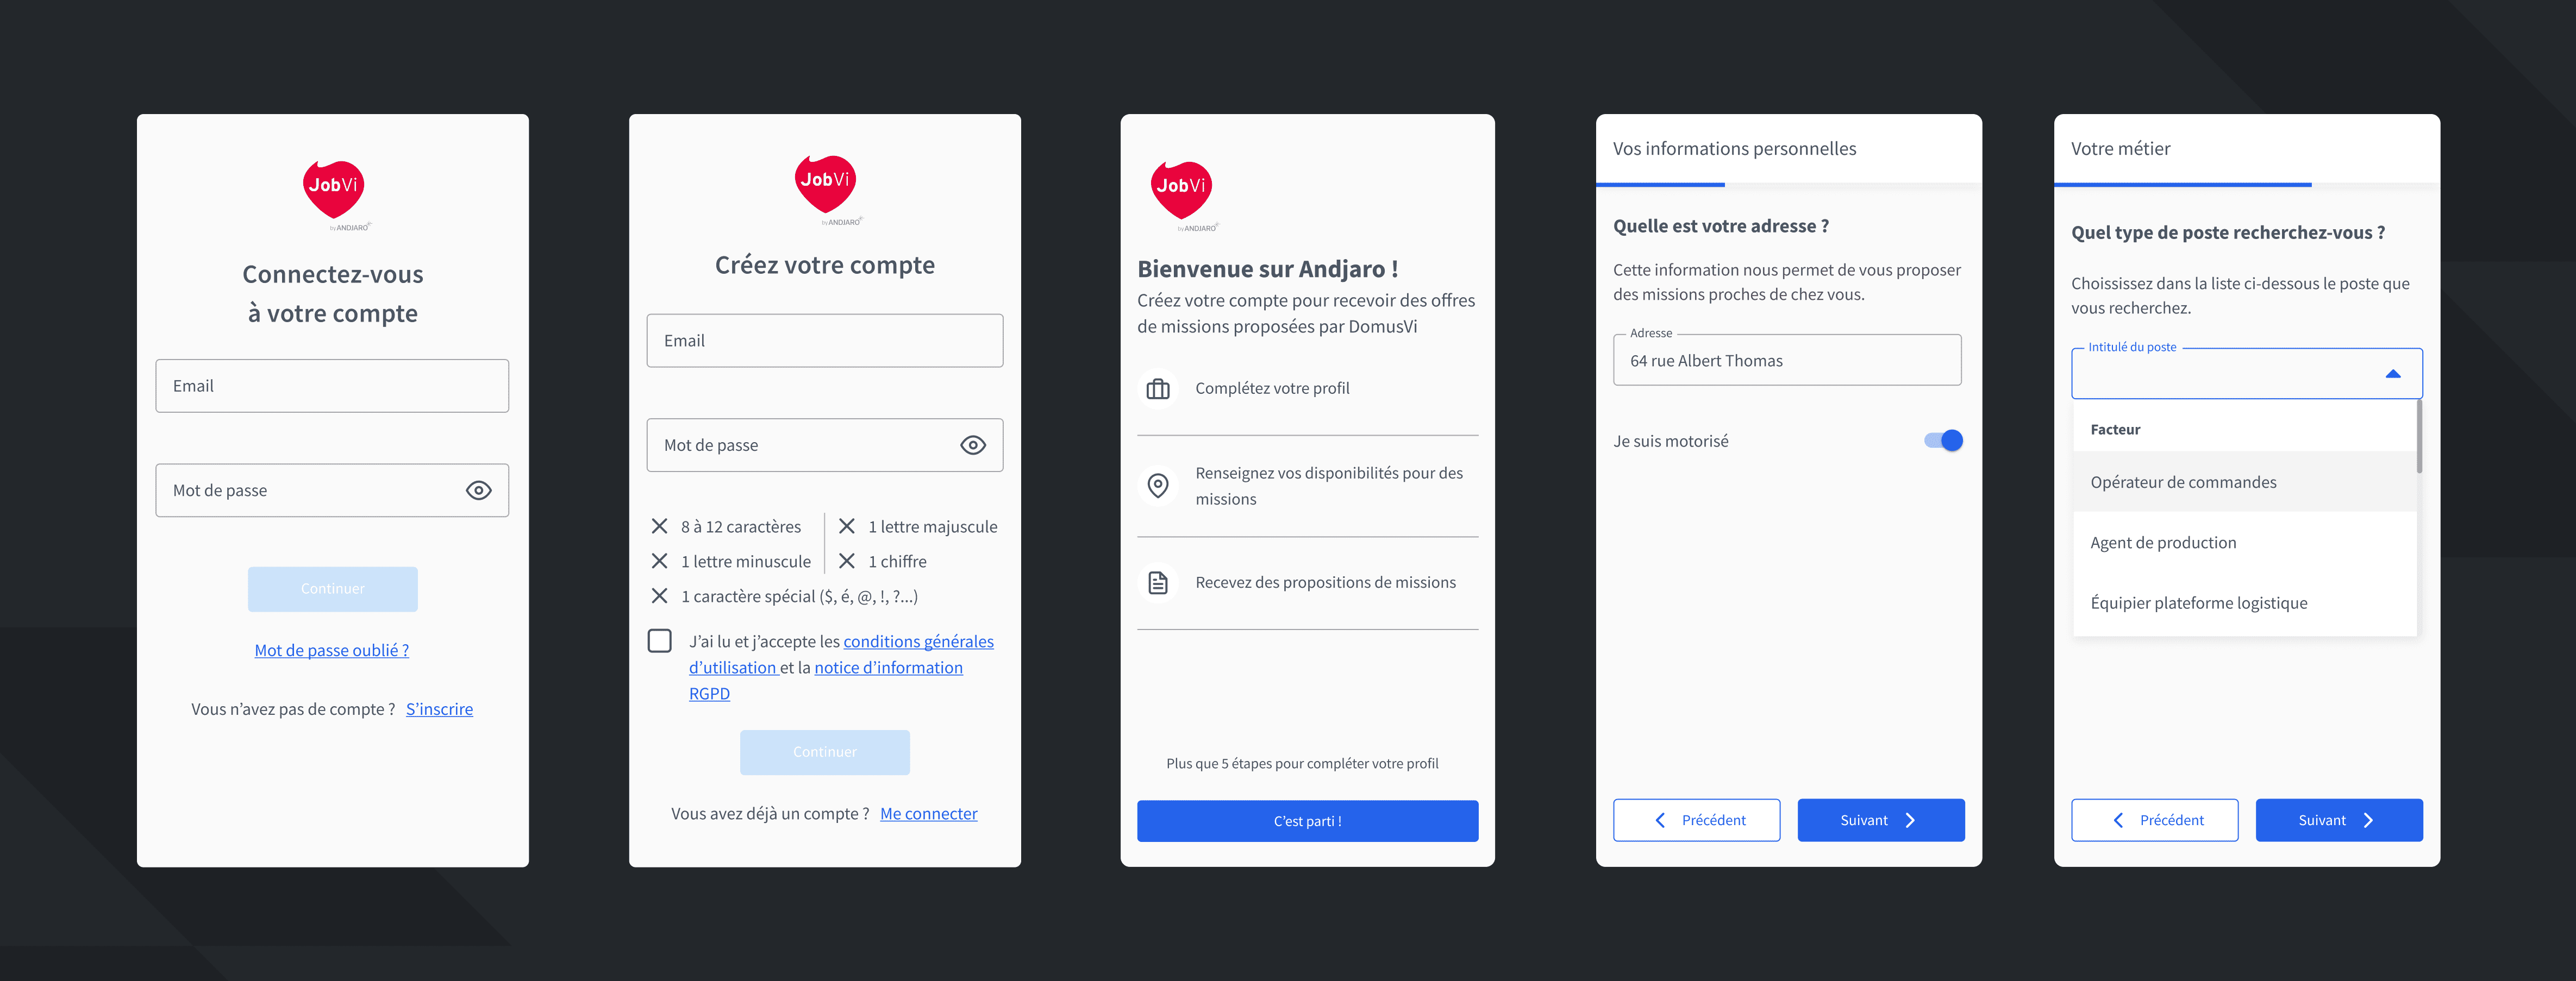 JobVi
by ANDJARO
Connectez-vous
à votre compte
Email
Mot de passe
Continuer
Mot de passe oublié ?
Vous n’avez pas de compte ? S’inscrire
JobVi
by ANDJARO
Créez votre compte
Email
Mot de passe
8 à 12 caractères
1 lettre majuscule
1 lettre minuscule
1 chiffre
1 caractère spécial ($, é, @, !, ?...)
J’ai lu et j’accepte les conditions générales
d’utilisation et la notice d’information
RGPD
Continuer
Vous avez déjà un compte ? Me connecter
JobVi
by ANDJARO
Bienvenue sur Andjaro !
Créez votre compte pour recevoir des offres
de missions proposées par DomusVi
Complétez votre profil
Renseignez vos disponibilités pour des
missions
Recevez des propositions de missions
Plus que 5 étapes pour compléter votre profil
C’est parti !
Vos informations personnelles
Quelle est votre adresse ?
Cette information nous permet de vous proposer
des missions proches de chez vous.
Adresse
64 rue Albert Thomas
Je suis motorisé
Précédent
Suivant
Votre métier
Quel type de poste recherchez-vous ?
Choississez dans la liste ci-dessous le poste que
vous recherchez.
Intitulé du poste
Facteur
Opérateur de commandes
Agent de production
Équipier plateforme logistique
Précédent
Suivant